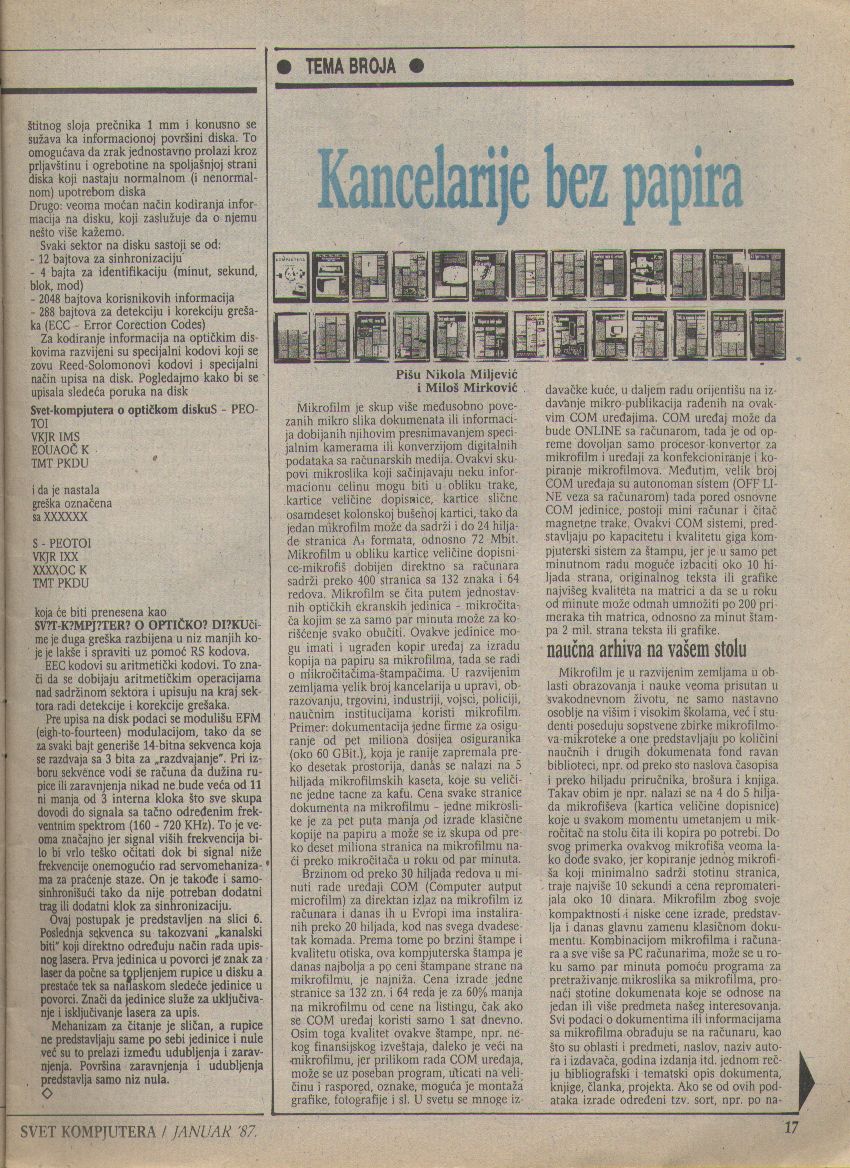 štitnog sloja prečnika 1 mm i konusno se
sužava ka informacionoj površini diska. To
omogućava da zrak jednostavno prolazi kroz
prljavštinu i ogrebotine na spoljašnjoj strani
diska koji nastaju normalnom (i nenormal-
nom) upotrebom diska
Drugo: veoma moćan način kodiranja infor-
macija na disku, koji zaslužuje da o njemu
nešto više kažemo.
Svaki sektor na disku sastoji se od:
- 12 bajtova za sinhronizaciju
- 4 bajta za identifikaciju (minut, sekund,
blok, mod)
- 2048 bajtova korisnikovih informacija
- 288 bajtova za detekciju i korekciju greša-
ka (ECC - Error Corection Codes)
Za kodiranje informacija na optičkim dis-
kovima razvijeni su specijalni kodovi koji se
zovu Reed-Solomonovi kodovi i specijalni
način upisa na disk. Pogledajmo kako bi se
upisala sledeća poruka na disk
Svet-kompjutera o optičkom diskuS - PEO-
TOI
VKJR IMS
EOUAOČ K
TMT PKDU
i da je nastala
greška označena
sa XXXXXX
S - PEOTOI
VKJR IXX
XXXXOC K
TMT PKDU
koja će biti prenesena kao
SV?T-K?MPJ?TER? O OPTIČKO? DI?KUči-
me je duga greška razbijena u niz manjih ko-
je je lakše i spraviti uz pomoć RS kodova.
EEC kodovi su aritmetički kodovi. To zna-
či da se dobijaju aritmetičkim operacijama
nad sadržinom sektora i upisuju na kraj sek-
tora radi detekcije i korekcije grešaka.
Pre upisa na disk podaci se modulišu EFM
(eigh-to-fourteen) modulacijom, tako da se
za svaki bajt generiše 14-bitna sekvenca koja
se razdvaja sa 3 bita za „razdvajanje". Pri iz-
boru sekvence vodi se računa da dužina ru-
pice ili zaravnjenja nikad ne bude veća od 11
ni manja od 3 interna kloka što sve skupa
dovodi do signala sa tačno određenim frek-
ventnim spektrom (160 - 720 KHz). To je ve-
oma značajno jer signal viših frekvencija bi-
lo bi vrlo teško očitati dok bi signal niže
frekvencije onemogućio rad servomehaniza-
ma za praćenje staze. On je takođe i samo-
sinhronišući tako da nije potreban dodatni
trag ili dodatni klok za sinhronizaciju.
Ovaj postupak je predstavljen na slici 6.
Poslednja sekvenca su takozvani „kanalski
biti" koji direktno određuju način rada upis-
nog lasera. Prva jedinica u povorci je znak za
laser da počne sa topljenjem rupice u disku a
prestaće tek sa nailaskom sledeće jedinice u
povorci. Znači da jedinice služe za uključiva-
nje i isključivanje lasera za upis.
Mehanizam za čitanje je sličan, a rupice
ne predstavljaju same po sebi jedinice i nule
već su to prelazi između udubljenja i zarav-
njenja. Površina zaravnjenja i udubljenja
predstavlja samo niz nula.
TEMA BROJA
Kancelarije bez papira
Pišu Nikola Miljević
i Miloš Mirković
Mikrofilm je skup više međusobno pove-
zanih mikro slika dokumenata ili informaci-
ja dobijanih njihovim presnimavanjem speci-
jalnim kamerama ili konverzijom digitalnih
podataka sa računarskih medija. Ovakvi sku-
povi mikroslika koji sačinjavaju neku infor-
macionu celinu mogu biti u obliku trake,
kartice veličine dopisnice, kartice slične
osamdeset kolonskoj bušenoj kartici, tako da
jedan mikrofilm može da sadrži i do 24 hilja-
de stranica A4 formata, odnosno 72 Mbit.
Mikrofilm u obliku kartice veličine dopisni-
ce-mikrofiš dobijen direktno sa računara
sadrži preko 400 stranica sa 132 znaka i 64
redova. Mikrofilm se čita putem jednostav-
nih optičkih ekranskih jedinica - mikročita-
ča kojim se za samo par minuta može za ko-
rišćenje svako obučiti. Ovakve jedinice mo-
gu imati i ugrađen kopir uređaj za izradu
kopija na papiru sa mikrofilma, tada se radi
o mikročitačima-štampačima. U razvijenim
zemljama velik broj kancelarija u upravi, ob-
razovanju, trgovini, industriji, vojsci, policiji,
naučnim institucijama koristi mikrofilm.
Primer: dokumentacija jedne firme za osigu-
ranje od pet miliona dosijea osiguranika
(oko 60 GBit.), koja je ranije zapremala pre-
ko desetak prostorija, danas se nalazi na 5
hiljada mikrofilmskih kaseta, koje su veliči-
ne jedne tacne za kafu. Cena svake stranice
dokumenta na mikrofilmu - jedne mikrosli-
ke je za pet puta manja od izrade klasične
kopije na papiru a može se iz skupa od pre-
ko deset miliona stranica na mikrofilmu na-
ći preko mikročitača u roku od par minuta.
Brzinom od preko 30 hiljada redova u mi-
nuti rade uređaji COM (Computer autput
microfilm) za direktan izlaz na mikrofilm iz
računara i danas ih u Evropi ima instalira-
nih preko 20 hiljada, kod nas svega dvadese-
tak komada. Prema tome po brzini štampe i
kvalitetu otiska, ova kompjuterska štampa je
danas najbolja a po ceni štampane strane na
mikrofilmu, je najniža. Cena izrade jedne
stranice sa 132 zn. i 64 reda je za 60% manja
na mikrofilmu od cene na listingu, čak ako
se COM uređaj koristi samo 1 sat dnevno.
Osim toga kvalitet ovakve štampe, npr. ne-
kog finansijskog izveštaja, daleko je veći na
mikrofilmu, jer prilikom rada COM uređaja,
može se uz poseban program, uticati na veli-
činu i raspored, oznake, moguća je montaža
grafike, fotografije i sl. U svetu se mnoge iz-
davačke kuće, u daljem radu orijentišu na iz-
davanje mikro-publikacija rađenih na ovak-
vim COM uređajima. COM uređaj može da
bude ONLINE sa računarom, tada je od op-
reme dovoljan samo procesor-konvertor za
mikrofilm i uređaji za konfekcioniranje i ko-
piranje mikrofilmova. Međutim, velik broj
COM uređaja su autonoman sistem (OFF LI-
NE veza sa računarom) tada pored osnovne
COM jedinice, postoji mini računar i čitač
magnetne trake. Ovakvi COM sistemi, pred-
stavljaju po kapacitetu i kvalitetu giga kom-
pjuterski sistem za štampu, jer je u samo pet
minutnom radu moguće izbaciti oko 10 hi-
ljada strana, originalnog teksta ili grafike
najvišeg kvaliteta na matrici a da se u roku
od minute može odmah umnožiti po 200 pri-
meraka tih matrica, odnosno za minut štam-
pa 2 mil. strana teksta ili grafike.
naučna arhiva na vašem stolu
Mikrofilm je u razvijenim zemljama u ob-
lasti obrazovanja i nauke veoma prisutan u
svakodnevnom životu, ne samo nastavno
osoblje na višim i visokim školama, već i stu-
denti poseduju sopstvene zbirke mikrofilmo-
va-mikroteke a one predstavljaju po količini
naučnih i drugih dokumenata fond ravan
biblioteci, npr. od preko sto naslova časopisa
i preko hiljadu priručnika, brošura i knjiga.
Takav obim je npr. nalazi se na 4 do 5 hilja-
da mikrofiševa (kartica veličine dopisnice)
koje u svakom momentu umetanjem u mik-
ročitač na stolu čita ili kopira po potrebi. Do
svog primerka ovakvog mikrofiša veoma la-
ko dođe svako, jer kopiranje jednog mikrofi-
ša koji minimalno sadrži stotinu stranica,
traje najviše 10 sekundi a cena repromateri-
jala oko 10 dinara. Mikrofilm zbog svoje
kompaktnosti i niske cene izrade, predstav-
lja i danas glavnu zamenu klasičnom doku-
mentu. Kombinacijom mikrofilma i računa-
ra a sve više sa PC računarima, može se u ro-
ku samo par minuta pomoću programa za
pretraživanje mikroslika sa mikrofilma, pro-
naći stotine dokumenata koje se odnose na
jedan ili više predmeta našeg interesovanja.
Svi podaci o dokumentima ili informacijama
sa mikrofilma obrađuju se na računaru, kao
što su oblasti i predmeti, naslov, naziv auto-
ra i izdavača, godina izdanja itd. jednom reč-
ju bibliografski i tematski opis dokumenta,
knjige, članka, projekta. Ako se od ovih pod-
ataka izrade određeni tzv. sort, npr. po na-
SVET KOMPJUTERA / JANUAR '87.
17